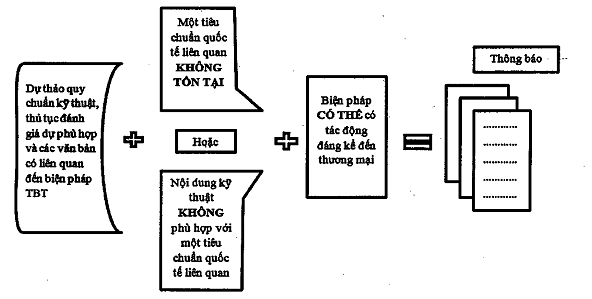 Dự thảo quy
chuẩn kỹ thuật,
thủ tục đánh
giá dự phù hợp
và các văn bản
có liên quan
đến biện pháp
TBT
Một tiêu
chuẩn quốc
tế liên quan
KHÔNG
TỒN TẠI
Hoặc
Nội dung kỹ
thuật
KHÔNG
phù hợp với
một tiêu
chuẩn quốc
tế liên quan
Biện pháp
CÓ THỂ có
tác động
đáng kể đến
thương mại
Thông báo